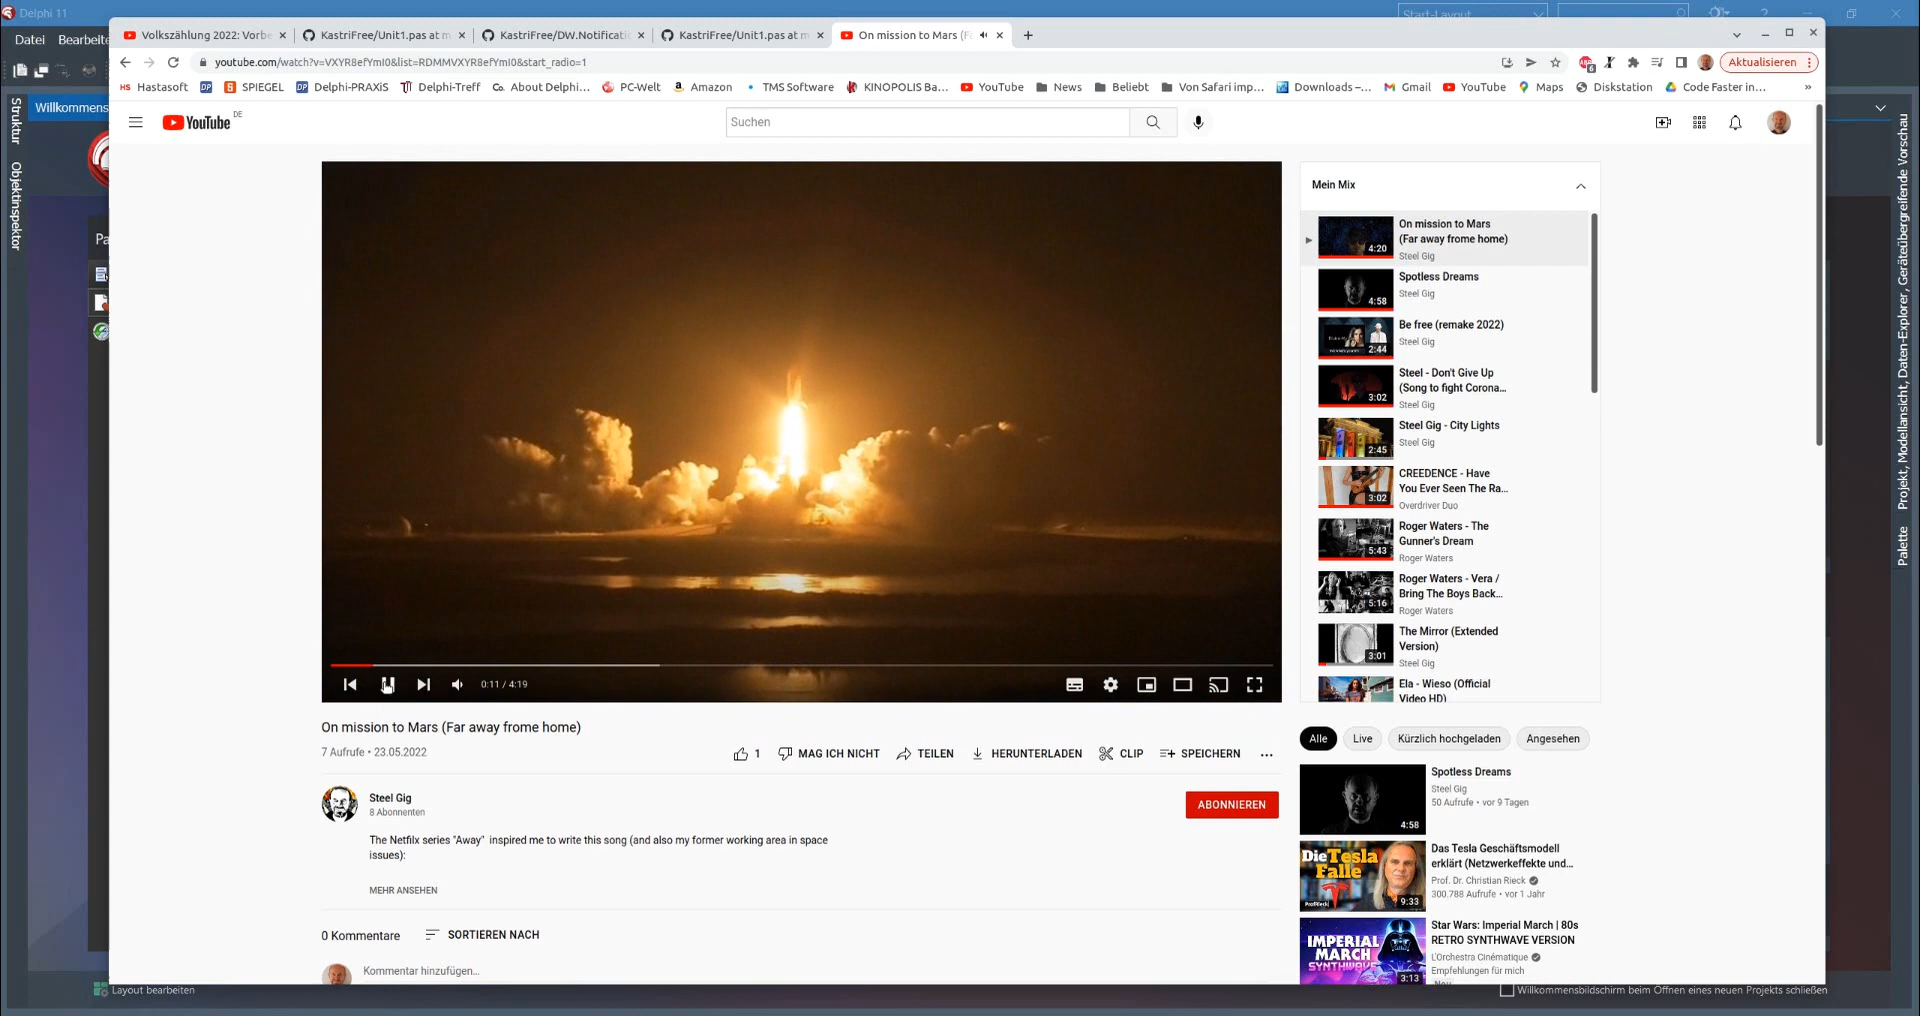 Delphi 11
Start-Layout
Datei Bearbeite
Volkszählung 2022: Vorbe
KastriFree/Unit1.pas at m
KastriFree/DW.Notificati
KastriFree/Unit1.pas at m
On mission to Mars (F
youtube.com/watch?v=VXYR8efYmI0&list=RDMMVXYR8efYmI0&start_radio=1
Aktualisieren
HS Hastasoft
DP
SPIEGEL
DP Delphi-PRAXiS
Delphi-Treff
Co. About Delphi...
PC-Welt
Amazon
TMS Software
KINOPOLIS Ba...
YouTube
News
Beliebt
Von Safari imp...
Downloads –...
Gmail
YouTube
Maps
Diskstation
Code Faster in...
»
Willkommens
Struktur
Objektinspektor
Pa
YouTube DE
Suchen
Mein Mix
On mission to Mars
(Far away frome home)
Steel Gig
4:20
Spotless Dreams
Steel Gig
4:58
Be free (remake 2022)
Steel Gig
2:44
Steel - Don't Give Up
(Song to fight Corona...
Steel Gig
3:02
Steel Gig - City Lights
Steel Gig
2:45
CREEDENCE - Have
You Ever Seen The Ra...
Overdriver Duo
3:02
Roger Waters - The
Gunner's Dream
Roger Waters
5:43
Roger Waters - Vera /
Bring The Boys Back...
Roger Waters
5:16
The Mirror (Extended
Version)
Steel Gig
3:01
Ela - Wieso (Official
Video HD)
0:11 / 4:19
On mission to Mars (Far away frome home)
7 Aufrufe • 23.05.2022
1
MAG ICH NICHT
TEILEN
HERUNTERLADEN
CLIP
SPEICHERN
...
Steel Gig
8 Abonnenten
ABONNIEREN
The Netfilx series "Away" inspired me to write this song (and also my former working area in space
issues):
MEHR ANSEHEN
0 Kommentare
SORTIEREN NACH
Kommentar hinzufügen...
Alle
Live
Kürzlich hochgeladen
Angesehen
Spotless Dreams
Steel Gig
50 Aufrufe • vor 9 Tagen
4:58
Die Tesla
Falle
9:33
Das Tesla Geschäftsmodell
erklärt (Netzwerkeffekte und...
Prof. Dr. Christian Rieck
300.788 Aufrufe • vor 1 Jahr
IMPERIAL
MARCH
SYNTHWAVE
3:13
Star Wars: Imperial March | 80s
RETRO SYNTHWAVE VERSION
L'Orchestra Cinématique
Empfehlungen für mich
Neu
Projekt, Modellansicht, Daten-Explorer, Geräteübergreifende Vorschau
Palette
Layout bearbeiten
Willkommensbildschirm beim Öffnen eines neuen Projekts schließen